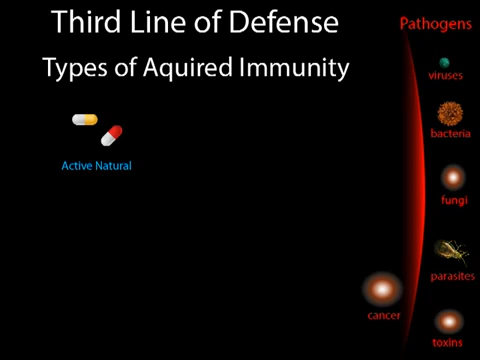 Third Line of Defense
Types of Aquired Immunity
Active Natural
Pathogens
viruses
bacteria
fungi
parasites
cancer
toxins